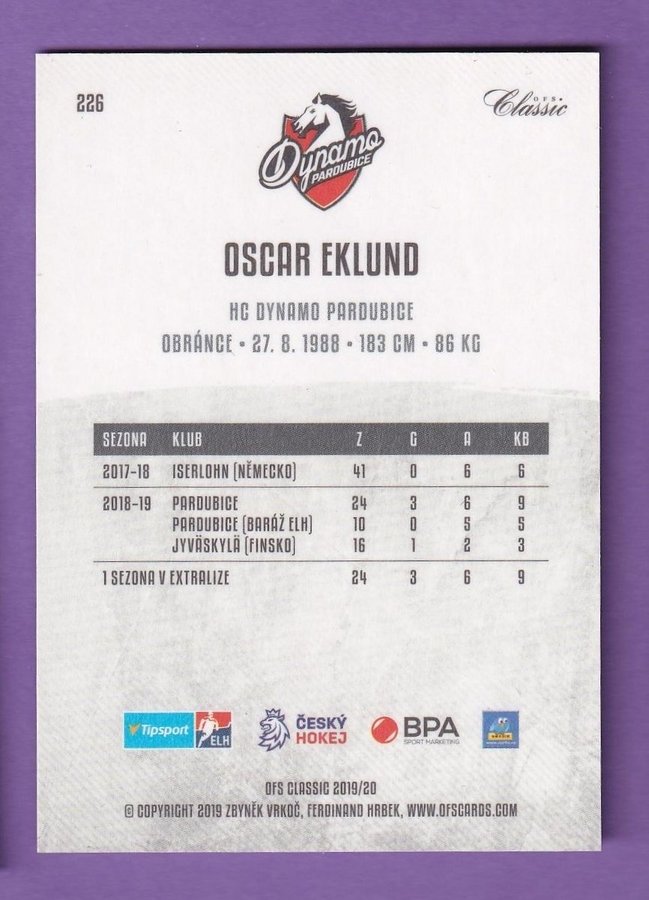 226
OFS
Classic
Dynamo
PARDUBICE
OSCAR EKLUND
HC DYNAMO PARDUBICE
OBRÁNCE • 27. 8. 1988 • 183 CM • 86 KG
SEZONA KLUB Z G A KB
2017-18 ISERLOHN (NĚMECKO) 41 0 6 6
2018-19 PARDUBICE 24 3 6 9
PARDUBICE (BARÁŽ ELH) 10 0 5 5
JYVÄSKYLÄ (FINSKO) 16 1 2 3
1 SEZONA V EXTRALIZE 24 3 6 9
Tipsport ELH
ČESKÝ
HOKEJ
BPA
SPORT MARKETING
OFS CLASSIC 2019/20
© COPYRIGHT 2019 ZBYNĚK VRKOČ, FERDINAND HRBEK, WWW.OFSCARDS.COM